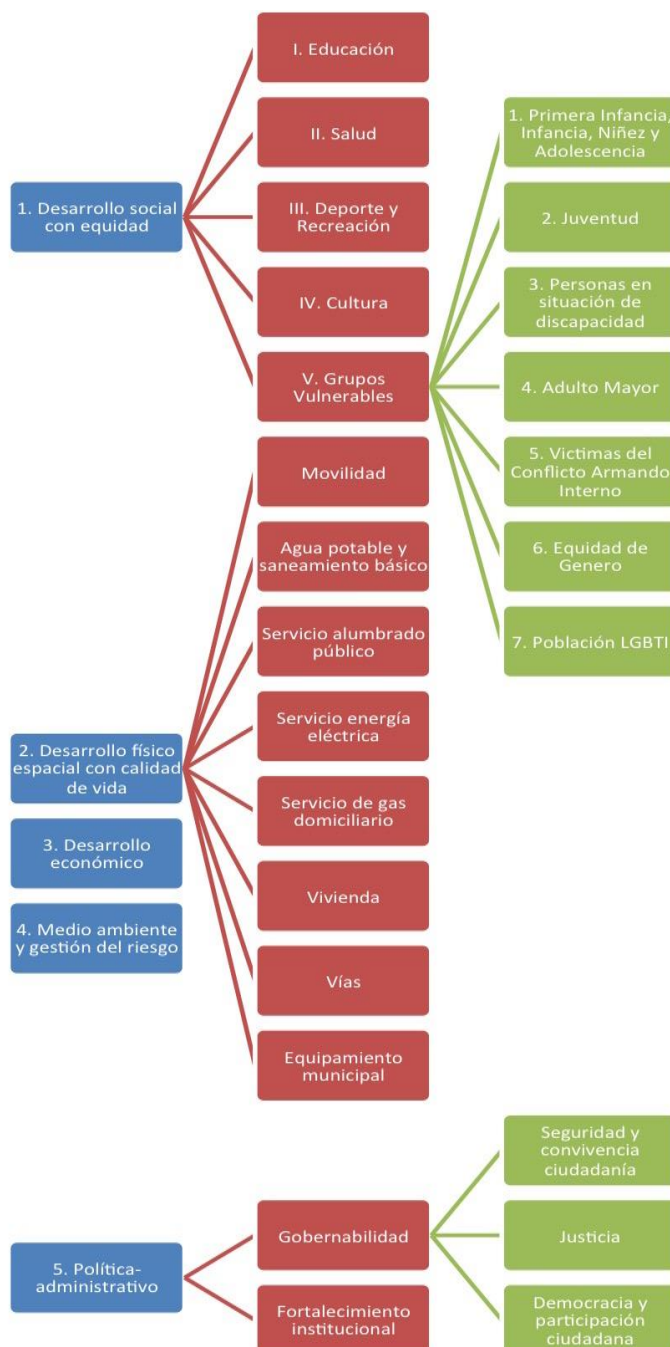 1. Desarrollo social
con equidad
I. Educación
II. Salud
III. Deporte y
Recreación
IV. Cultura
V. Grupos
Vulnerables
1. Primera Infancia,
Infancia, Niñez y
Adolescencia
2. Juventud
3. Personas en
situación de
discapacidad
4. Adulto Mayor
5. Victimas del
Conflicto Armando
Interno
6. Equidad de
Genero
7. Población LGBTI
2. Desarrollo físico
espacial con calidad
de vida
Movilidad
Agua potable y
saneamiento básico
Servicio alumbrado
público
Servicio energía
eléctrica
Servicio de gas
domiciliario
Vivienda
Vías
Equipamiento
municipal
3. Desarrollo
económico
4. Medio ambiente
y gestión del riesgo
5. Política-
administrativo
Gobernabilidad
Seguridad y
convivencia
ciudadanía
Justicia
Democracia y
participación
ciudadana
Fortalecimiento
institucional